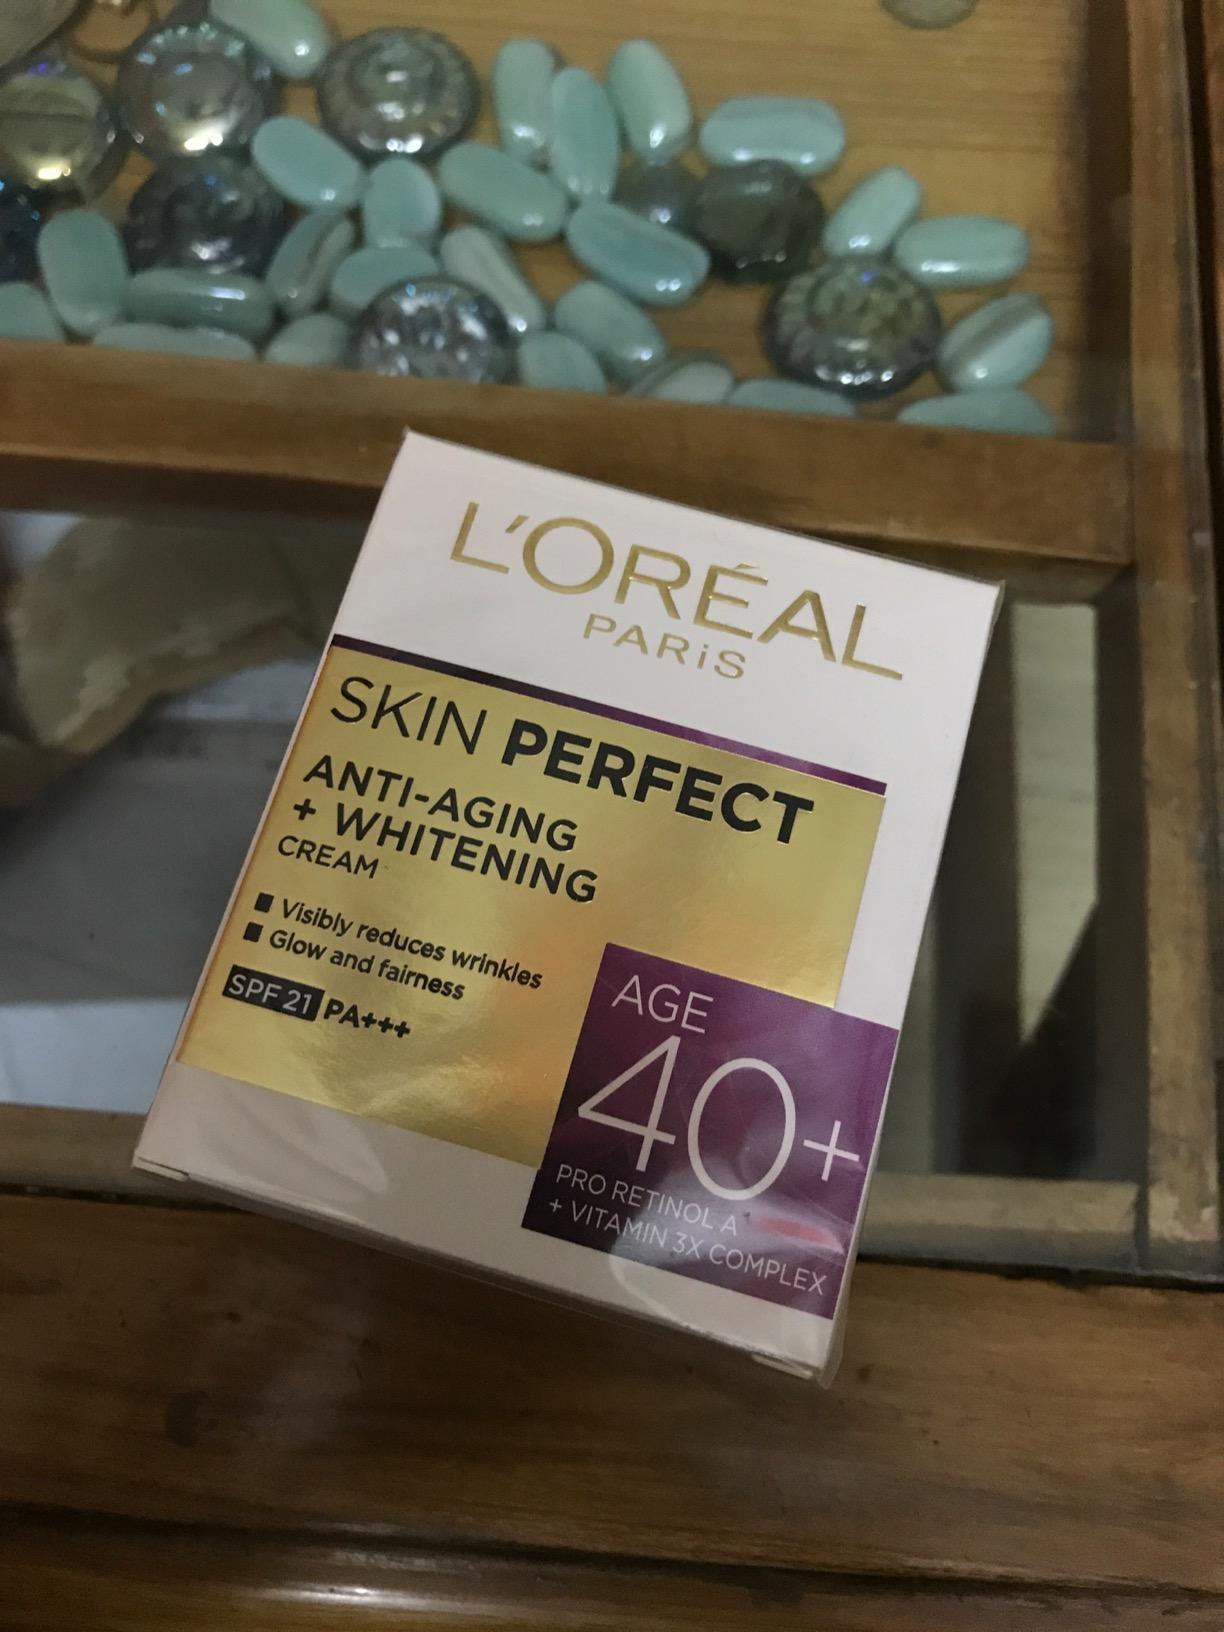 L'ORÉAL
PARiS
SKIN PERFECT
ANTI-AGING
+ WHITENING
CREAM
■ Visibly reduces wrinkles
■ Glow and fairness
SPF 21 PA+++
AGE
40+
PRO RETINOL A
+ VITAMIN 3X COMPLEX